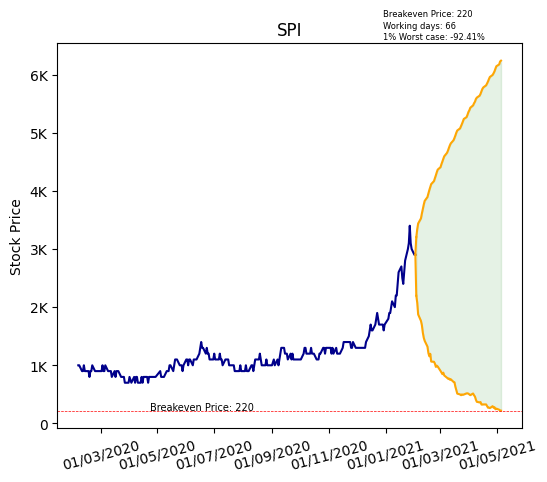 Breakeven Price: 220
Working days: 66
1% Worst case: -92.41%
SPI
Stock Price
6K
5K
4K
3K
2K
1K
0
Breakeven Price: 220
01/03/2020
01/05/2020
01/07/2020
01/09/2020
01/11/2020
01/01/2021
01/03/2021
01/05/2021